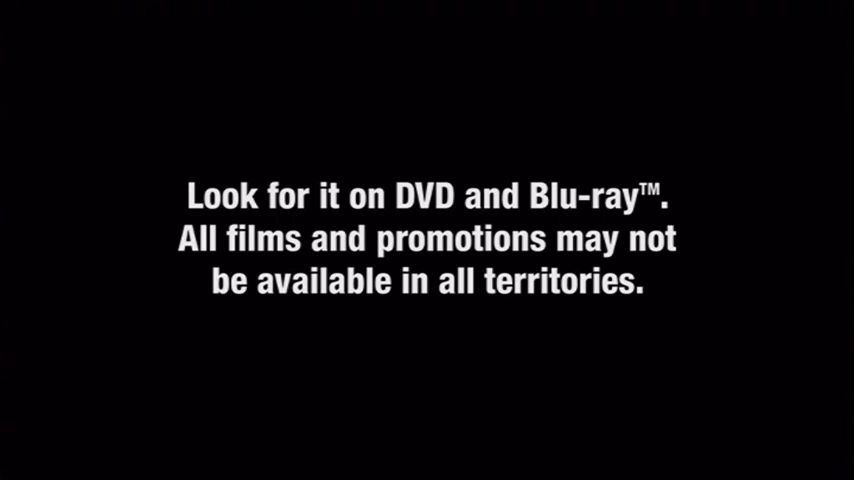 Look for it on DVD and Blu-ray™.
All films and promotions may not
be available in all territories.